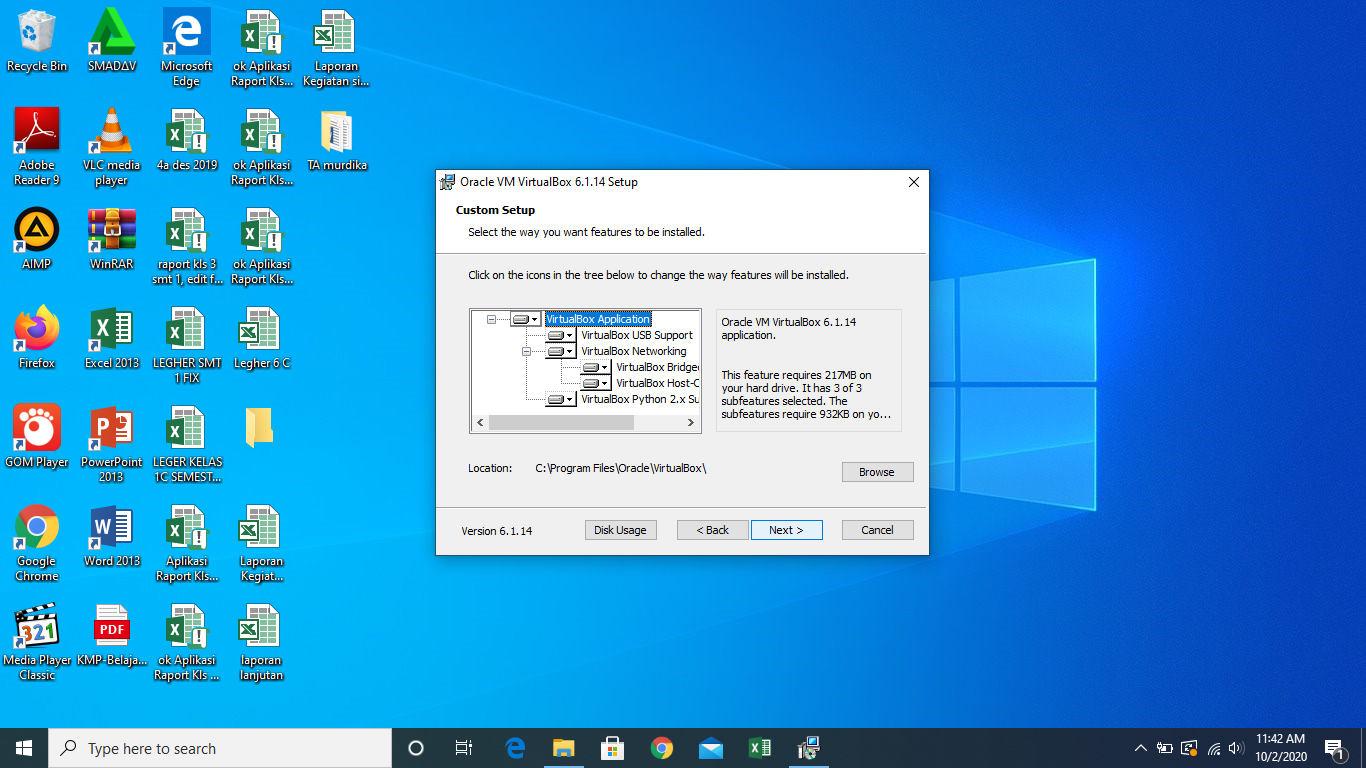 Recycle Bin
SMADΔV
Microsoft
Edge
ok Aplikasi
Raport Kls...
Laporan
Kegiatan si...
Adobe
Reader 9
VLC media
player
4a des 2019
ok Aplikasi
Raport Kls...
TA murdika
AIMP
WinRAR
raport kls 3
smt 1, edit f...
ok Aplikasi
Raport Kls...
Firefox
Excel 2013
LEGHER SMT
1 FIX
Legher 6 C
GOM Player
PowerPoint
2013
LEGER KELAS
1C SEMEST...
Google
Chrome
Word 2013
Aplikasi
Raport Kls...
Laporan
Kegiat...
321
Media Player
Classic
PDF
KMP-Belaja...
ok Aplikasi
Raport Kls ...
laporan
lanjutan
Oracle VM VirtualBox 6.1.14 Setup
Custom Setup
Select the way you want features to be installed.
Click on the icons in the tree below to change the way features will be installed.
VirtualBox Application
VirtualBox USB Support
VirtualBox Networking
VirtualBox Bridge
VirtualBox Host-C
VirtualBox Python 2.x Su
Oracle VM VirtualBox 6.1.14
application.
This feature requires 217MB on
your hard drive. It has 3 of 3
subfeatures selected. The
subfeatures require 932KB on yo...
Location:
C:\Program Files\Oracle\VirtualBox\
Browse
Version 6.1.14
Disk Usage
< Back
Next >
Cancel
Type here to search
11:42 AM
10/2/2020
1